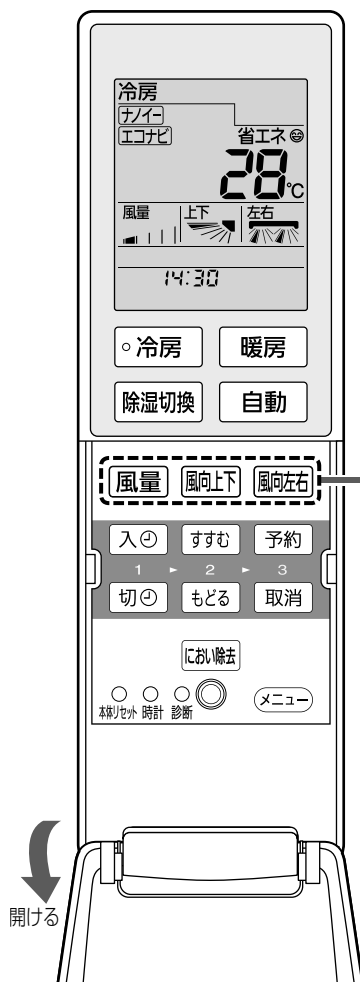 冷房
ナノイー
エコナビ 省エネ
28℃
風量 上下 左右
14:30
冷房 暖房
除湿切換 自動
風量 風向上下 風向左右
入 すすむ 予約
1 ► 2 ► 3
切 もどる 取消
におい除去
本体リセット 時計 診断 メニュー
開ける